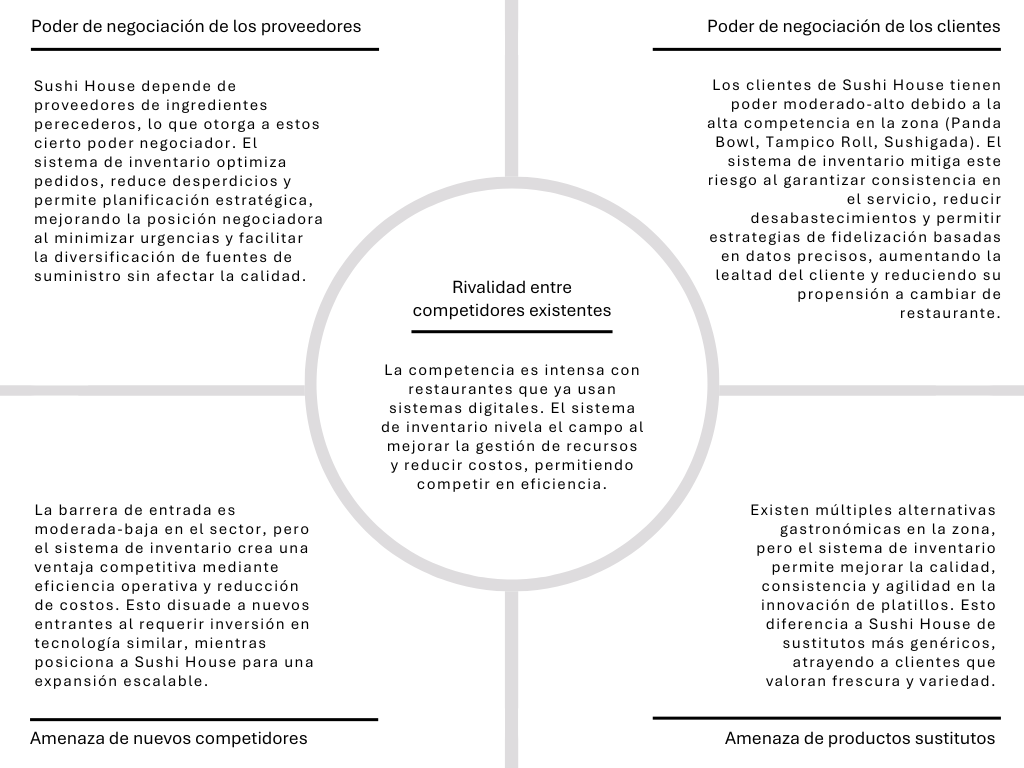 Poder de negociación de los proveedores
Sushi House depende de
proveedores de ingredientes
perecederos, lo que otorga a estos
cierto poder negociador. El
sistema de inventario optimiza
pedidos, reduce desperdicios y
permite planificación estratégica,
mejorando la posición negociadora
al minimizar urgencias y facilitar
la diversificación de fuentes de
suministro sin afectar la calidad.
Poder de negociación de los clientes
Los clientes de Sushi House tienen
poder moderado-alto debido a la
alta competencia en la zona (Panda
Bowl, Tampico Roll, Sushigada). El
sistema de inventario mitiga este
riesgo al garantizar consistencia en
el servicio, reducir
desabastecimientos y permitir
estrategias de fidelización basadas
en datos precisos, aumentando la
lealtad del cliente y reduciendo su
propensión a cambiar de
restaurante.
Rivalidad entre
competidores existentes
La competencia es intensa con
restaurantes que ya usan
sistemas digitales. El sistema
de inventario nivela el campo al
mejorar la gestión de recursos
y reducir costos, permitiendo
competir en eficiencia.
La barrera de entrada es
moderada-baja en el sector, pero
el sistema de inventario crea una
ventaja competitiva mediante
eficiencia operativa y reducción
de costos. Esto disuade a nuevos
entrantes al requerir inversión en
tecnología similar, mientras
posiciona a Sushi House para una
expansión escalable.
Amenaza de nuevos competidores
Existen múltiples alternativas
gastronómicas en la zona,
pero el sistema de inventario
permite mejorar la calidad,
consistencia y agilidad en la
innovación de platillos. Esto
diferencia a Sushi House de
sustitutos más genéricos,
atrayendo a clientes que
valoran frescura y variedad.
Amenaza de productos sustitutos